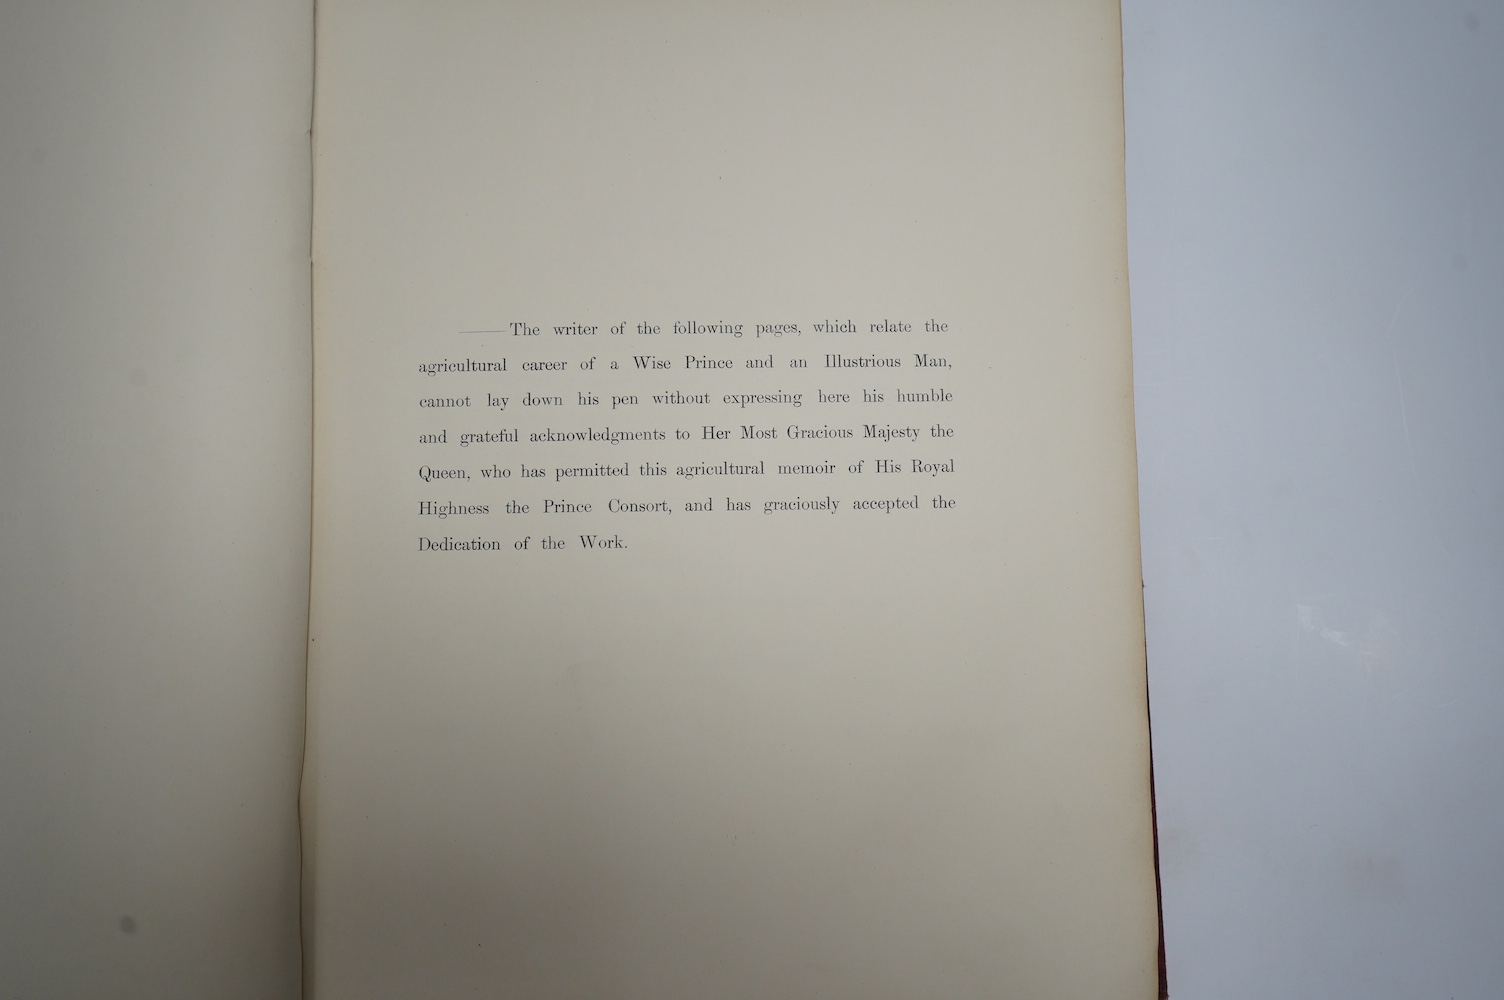 ——The writer of the following pages, which relate the
agricultural career of a Wise Prince and an Illustrious Man,
cannot lay down his pen without expressing here his humble
and grateful acknowledgments to Her Most Gracious Majesty the
Queen, who has permitted this agricultural memoir of His Royal
Highness the Prince Consort, and has graciously accepted the
Dedication of the Work.